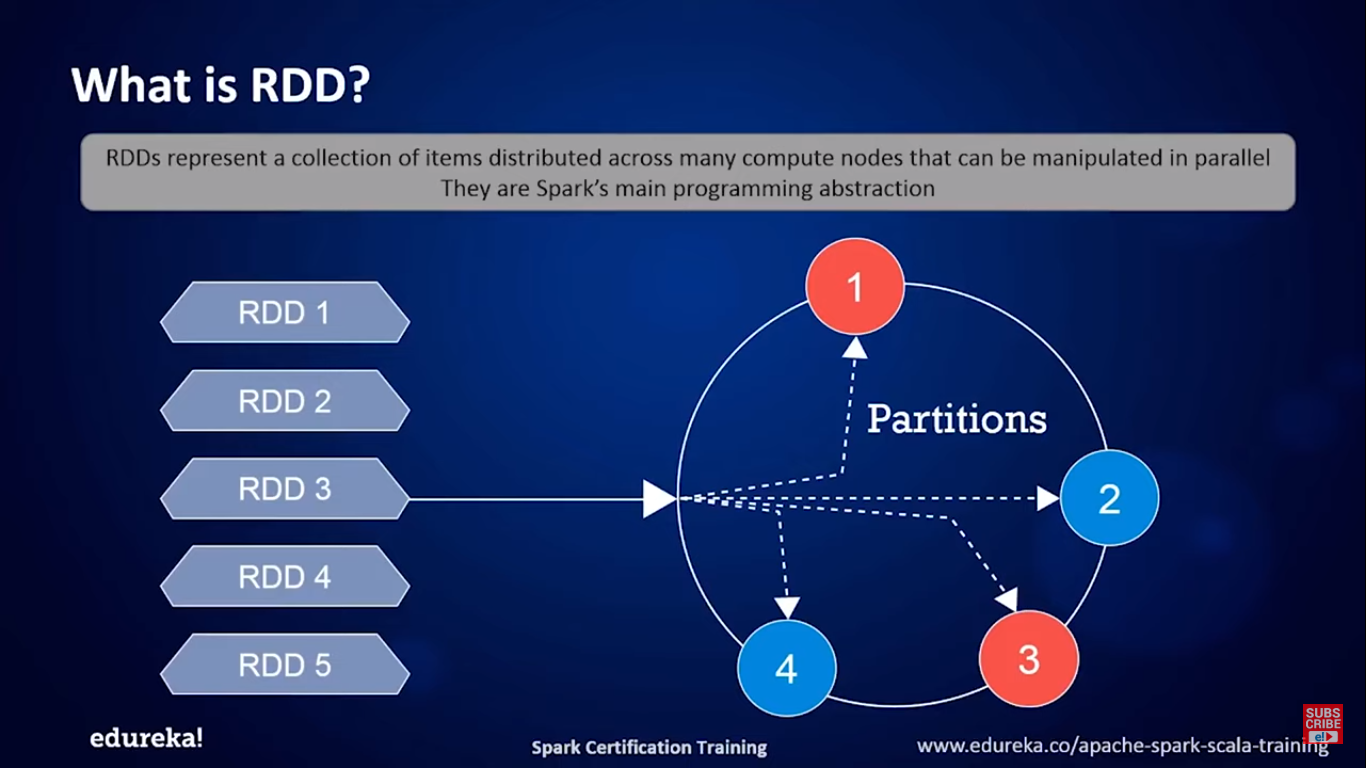 What is RDD?
RDDs represent a collection of items distributed across many compute nodes that can be manipulated in parallel
They are Spark’s main programming abstraction
RDD 1
RDD 2
RDD 3
RDD 4
RDD 5
1
Partitions
2
3
4
edureka!
Spark Certification Training
www.edureka.co/apache-spark-scala-training
SUBS
CRIBE
e!